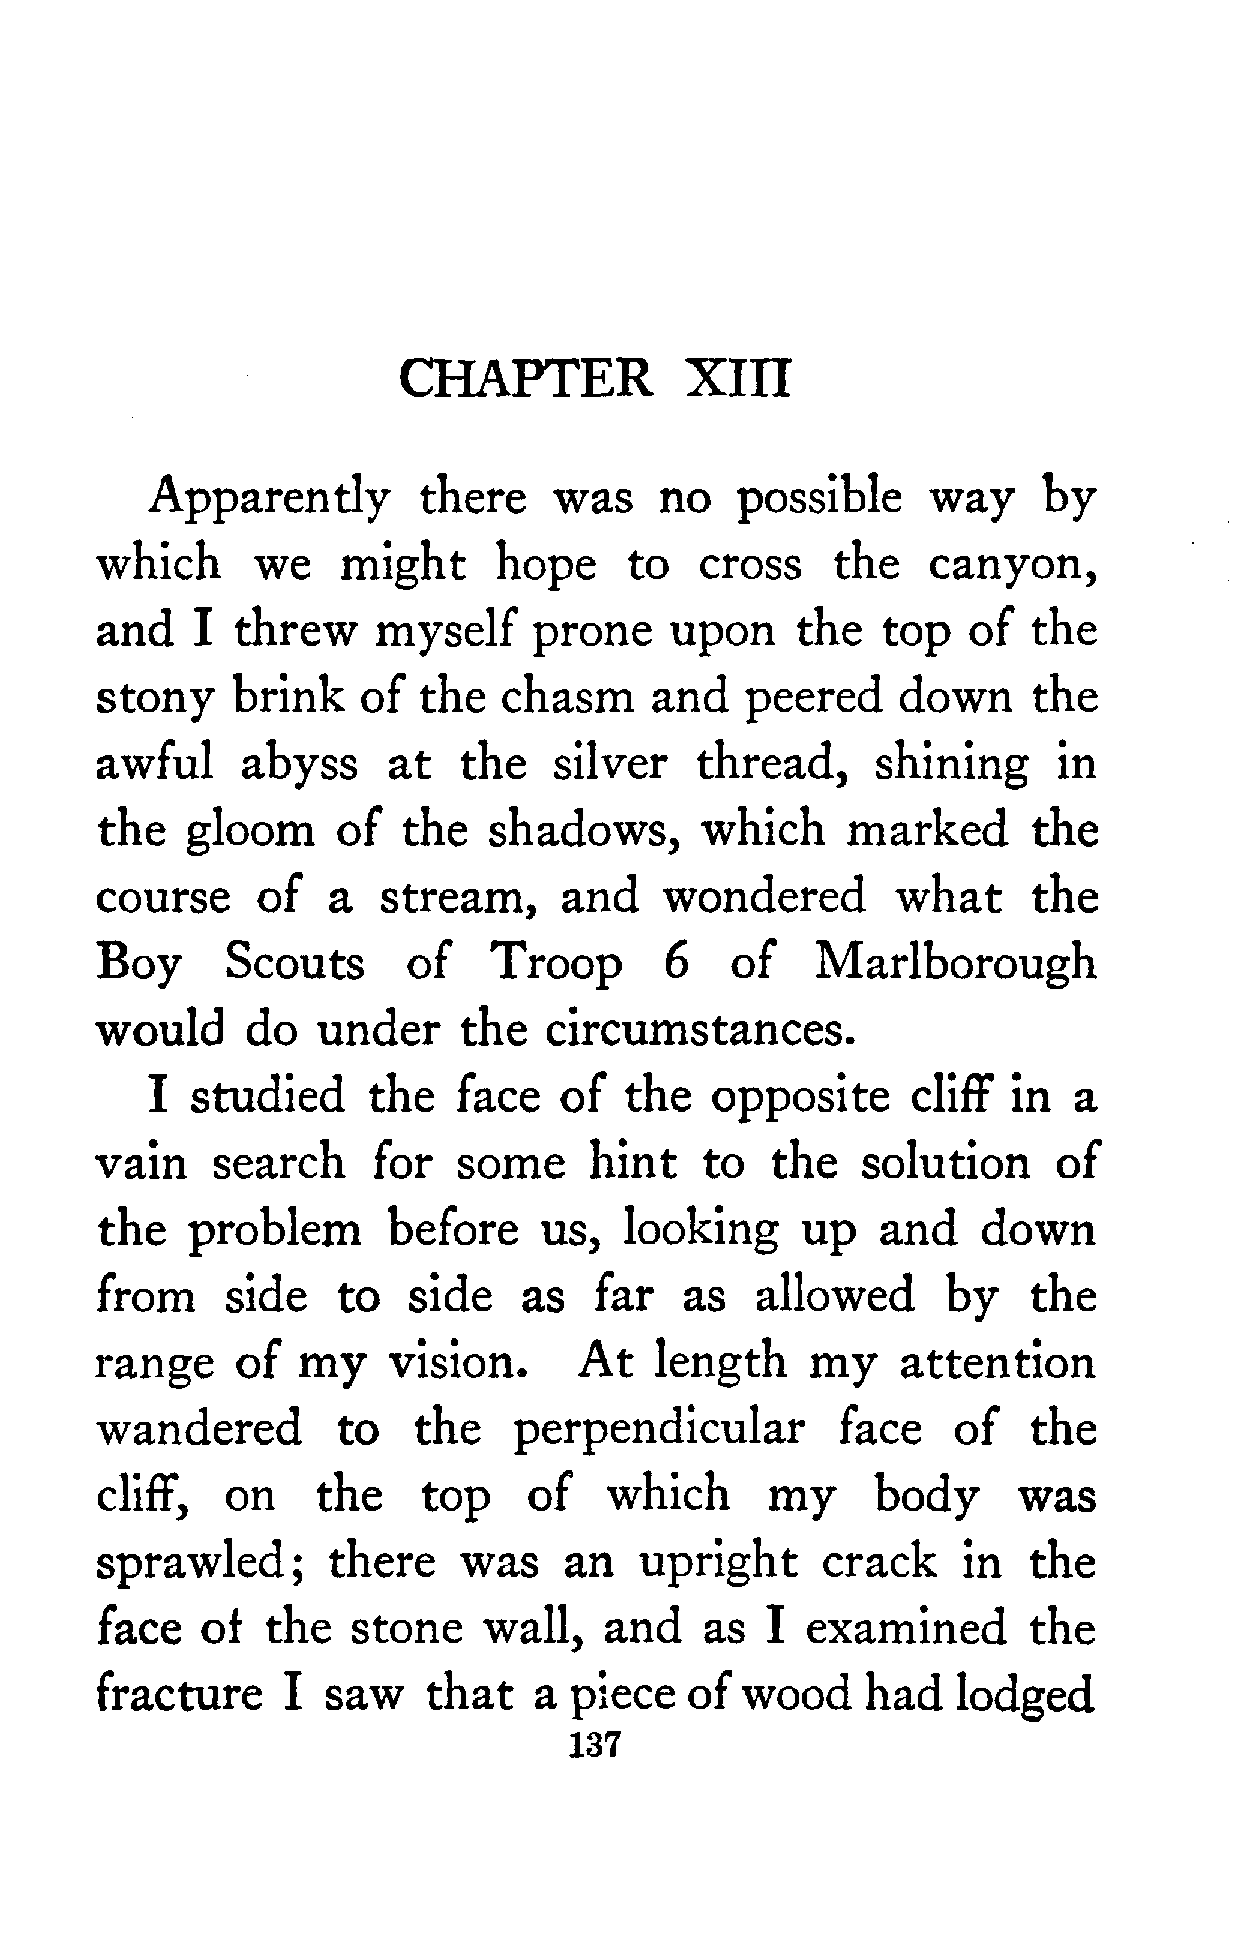 CHAPTER XIII
Apparently there was no possible way by
which we might hope to cross the canyon,
and I threw myself prone upon the top of the
stony brink of the chasm and peered down the
awful abyss at the silver thread, shining in
the gloom of the shadows, which marked the
course of a stream, and wondered what the
Boy Scouts of Troop 6 of Marlborough
would do under the circumstances.
I studied the face of the opposite cliff in a
vain search for some hint to the solution of
the problem before us, looking up and down
from side to side as far as allowed by the
range of my vision. At length my attention
wandered to the perpendicular face of the
cliff, on the top of which my body was
sprawled; there was an upright crack in the
face of the stone wall, and as I examined the
fracture I saw that a piece of wood had lodged
137